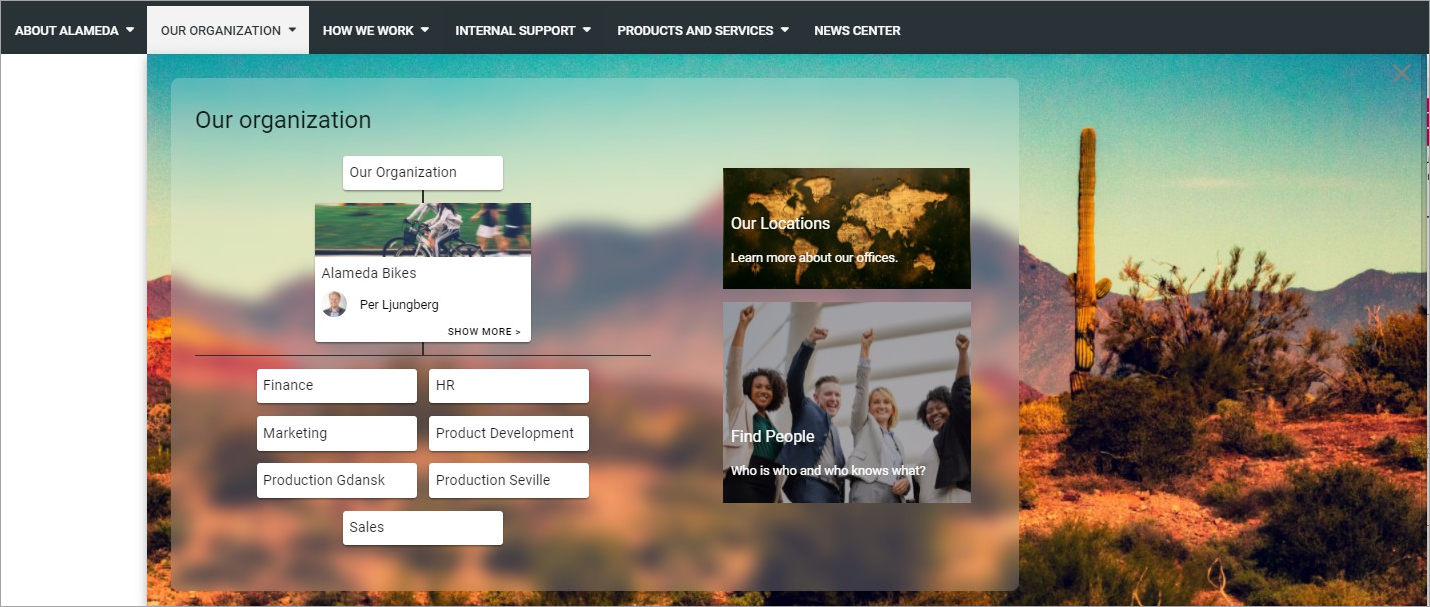 ABOUT ALAMEDA
OUR ORGANIZATION
HOW WE WORK
INTERNAL SUPPORT
PRODUCTS AND SERVICES
NEWS CENTER
Our organization
Our Organization
Alameda Bikes
Per Ljungberg
SHOW MORE >
Finance
HR
Marketing
Product Development
Production Gdansk
Production Seville
Sales
Our Locations
Learn more about our offices.
Find People
Who is who and who knows what?